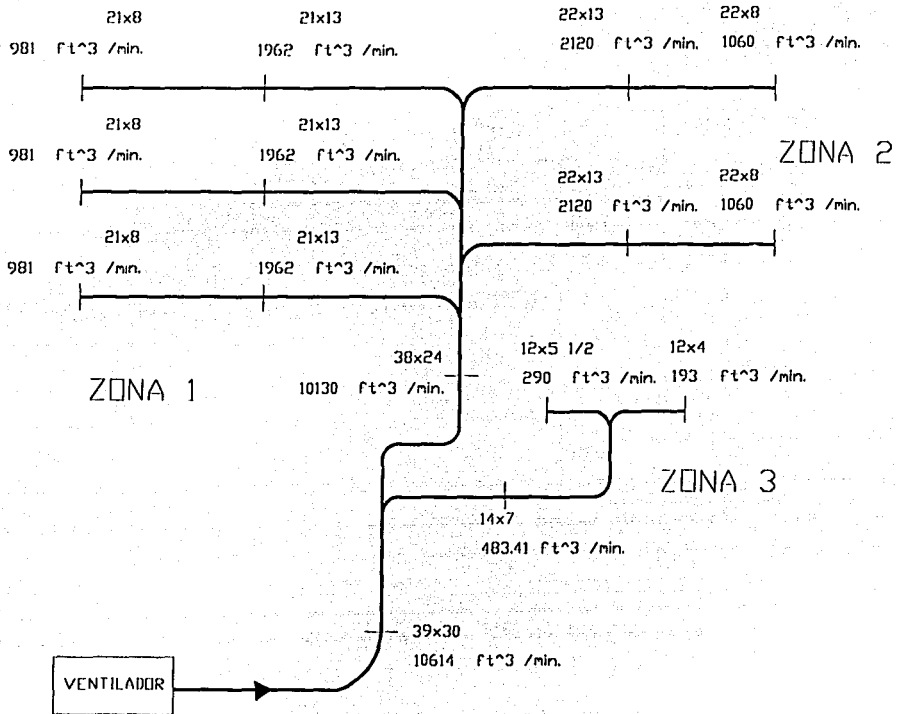 21x8 21x13 22x13 22x8
981 ft^3 /min. 1962 ft^3 /min. 2120 ft^3 /min. 1060 ft^3 /min.
21x8 21x13
981 ft^3 /min. 1962 ft^3 /min.
ZONA 2
22x13 22x8
2120 ft^3 /min. 1060 ft^3 /min.
21x8 21x13
981 ft^3 /min. 1962 ft^3 /min.
38x24 12x5 1/2 12x4
10130 ft^3 /min. 290 ft^3 /min. 193 ft^3 /min.
ZONA 1
ZONA 3
14x7
483.41 ft^3 /min.
39x30
10614 ft^3 /min.
VENTILADOR